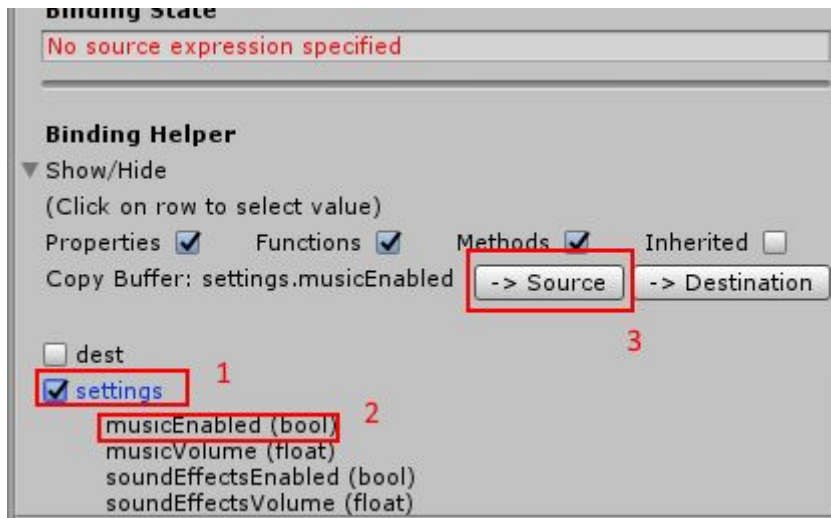 Binding State
No source expression specified
Binding Helper
Show/Hide
(Click on row to select value)
Properties Functions Methods Inherited
Copy Buffer: settings.musicEnabled -> Source -> Destination
3
dest
1
settings
musicEnabled (bool) 2
musicVolume (float)
soundEffectsEnabled (bool)
soundEffectsVolume (float)